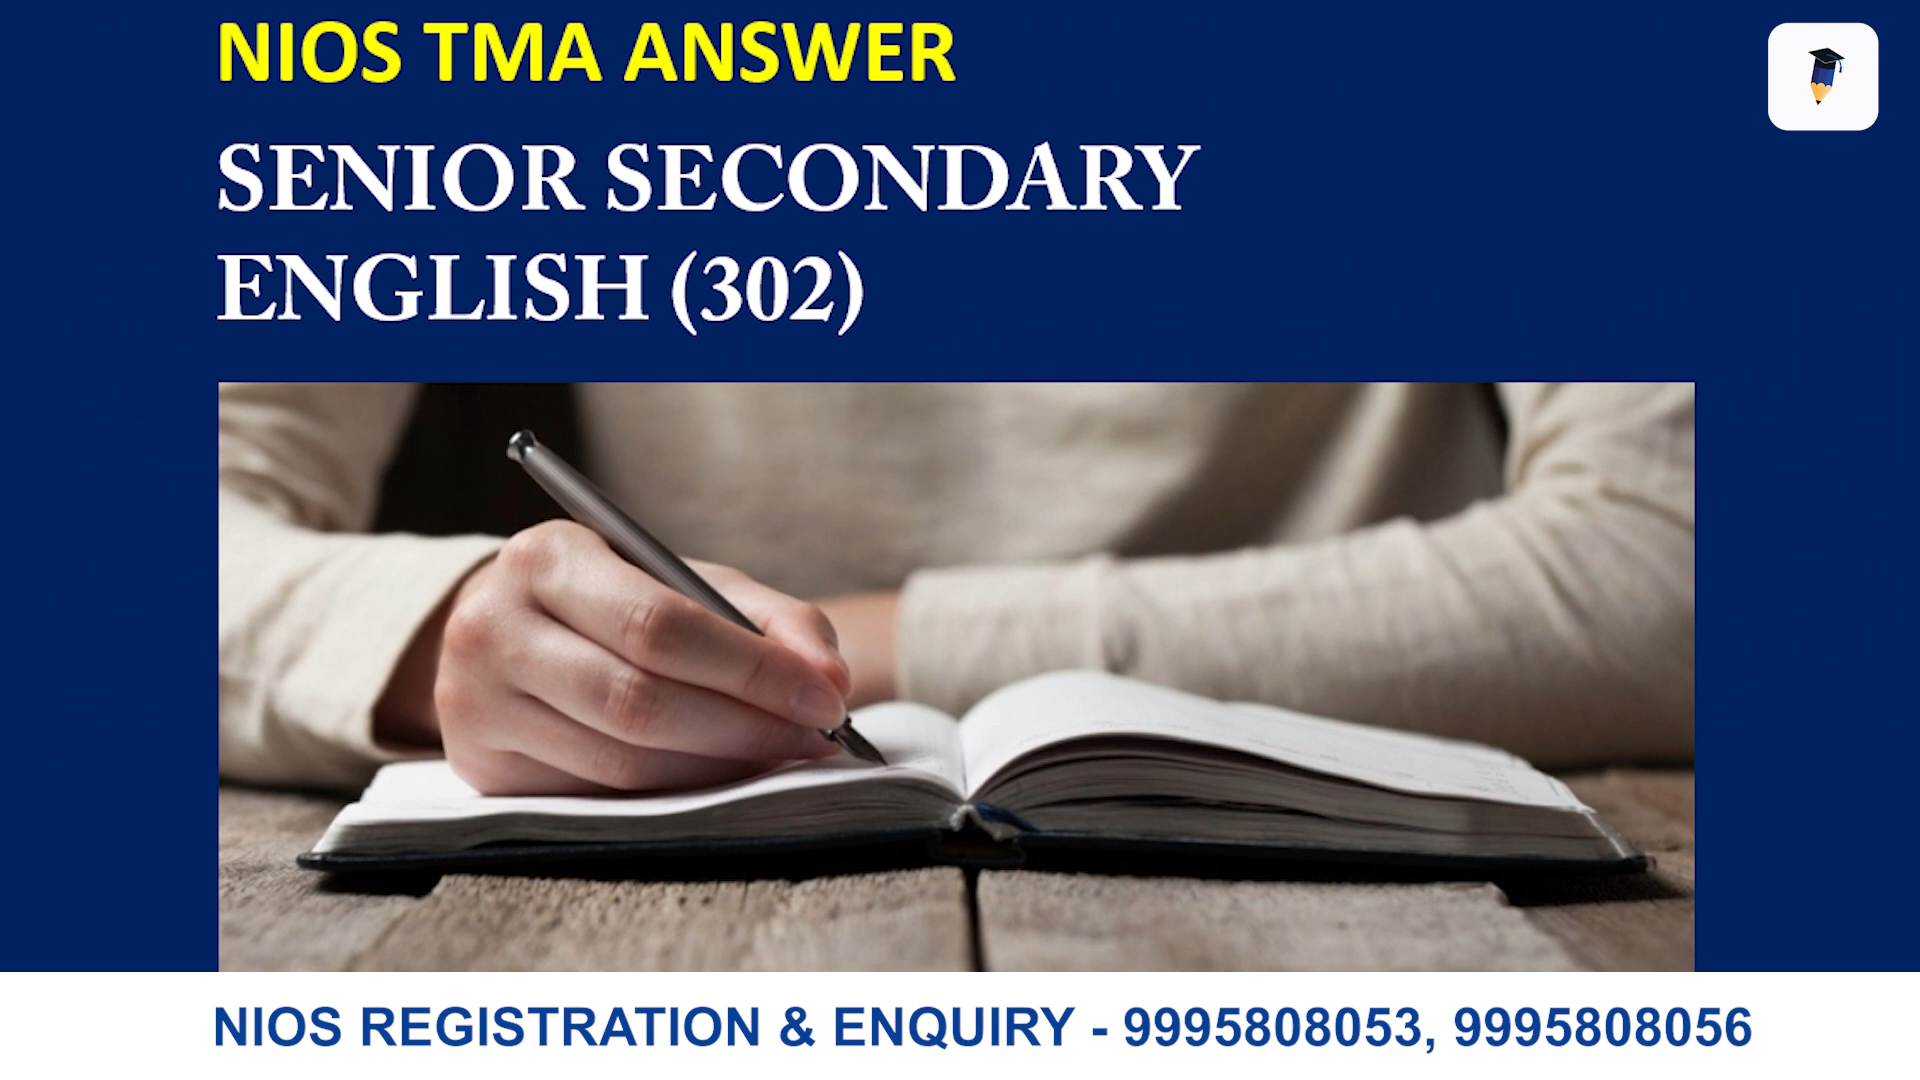 NIOS TMA ANSWER
SENIOR SECONDARY
ENGLISH (302)
NIOS REGISTRATION & ENQUIRY - 9995808053, 9995808056